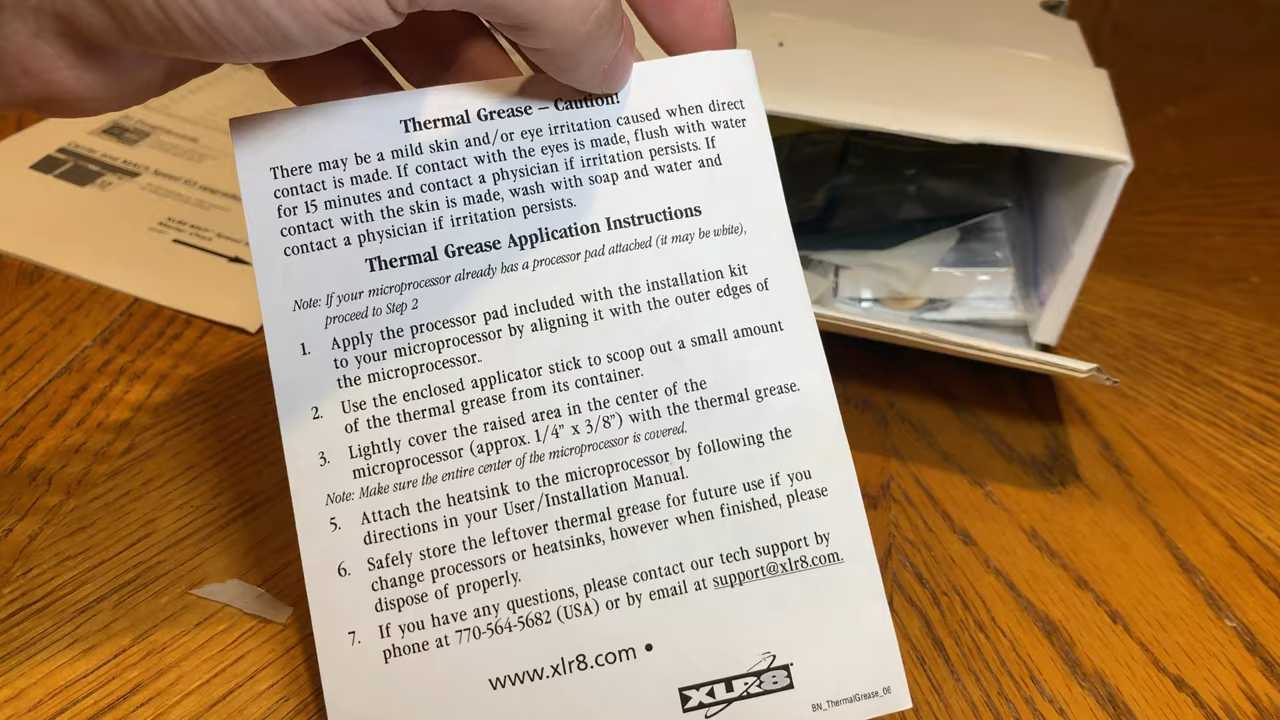 Thermal Grease – Caution!
There may be a mild skin and/or eye irritation caused when direct
contact is made. If contact with the eyes is made, flush with water
for 15 minutes and contact a physician if irritation persists. If
contact with the skin is made, wash with soap and water and
contact a physician if irritation persists.
Thermal Grease Application Instructions
Note: If your microprocessor already has a processor pad attached (it may be white),
proceed to Step 2
1. Apply the processor pad included with the installation kit
to your microprocessor by aligning it with the outer edges of
the microprocessor..
2. Use the enclosed applicator stick to scoop out a small amount
of the thermal grease from its container.
3. Lightly cover the raised area in the center of the
microprocessor (approx. 1/4” x 3/8”) with the thermal grease.
Note: Make sure the entire center of the microprocessor is covered.
5. Attach the heatsink to the microprocessor by following the
directions in your User/Installation Manual.
6. Safely store the leftover thermal grease for future use if you
change processors or heatsinks, however when finished, please
dispose of properly.
7. If you have any questions, please contact our tech support by
phone at 770-564-5682 (USA) or by email at support@xlr8.com.
www.xlr8.com •
XLR8
BN_ThermalGrease_06